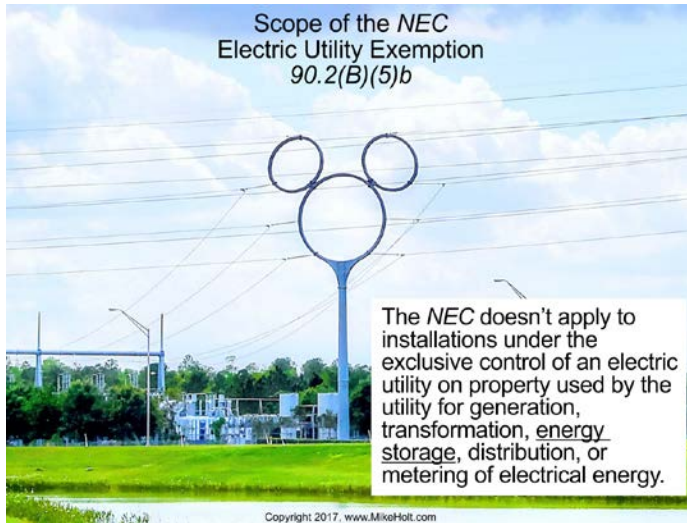 Scope of the NEC
Electric Utility Exemption
90.2(B)(5)b
The NEC doesn't apply to
installations under the
exclusive control of an electric
utility on property used by the
utility for generation,
transformation, energy
storage, distribution, or
metering of electrical energy.
Copyright 2017, www.MikeHolt.com